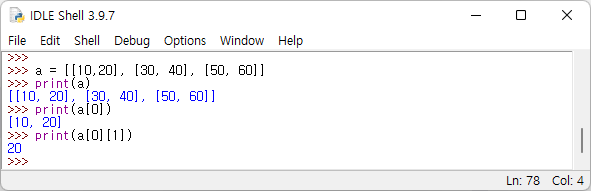 IDLE Shell 3.9.7
File Edit Shell Debug Options Window Help
>>>
>>> a = [[10,20], [30, 40], [50, 60]]
>>> print(a)
[[10, 20], [30, 40], [50, 60]]
>>> print(a[0])
[10, 20]
>>> print(a[0][1])
20
>>>
Ln: 78 Col: 4